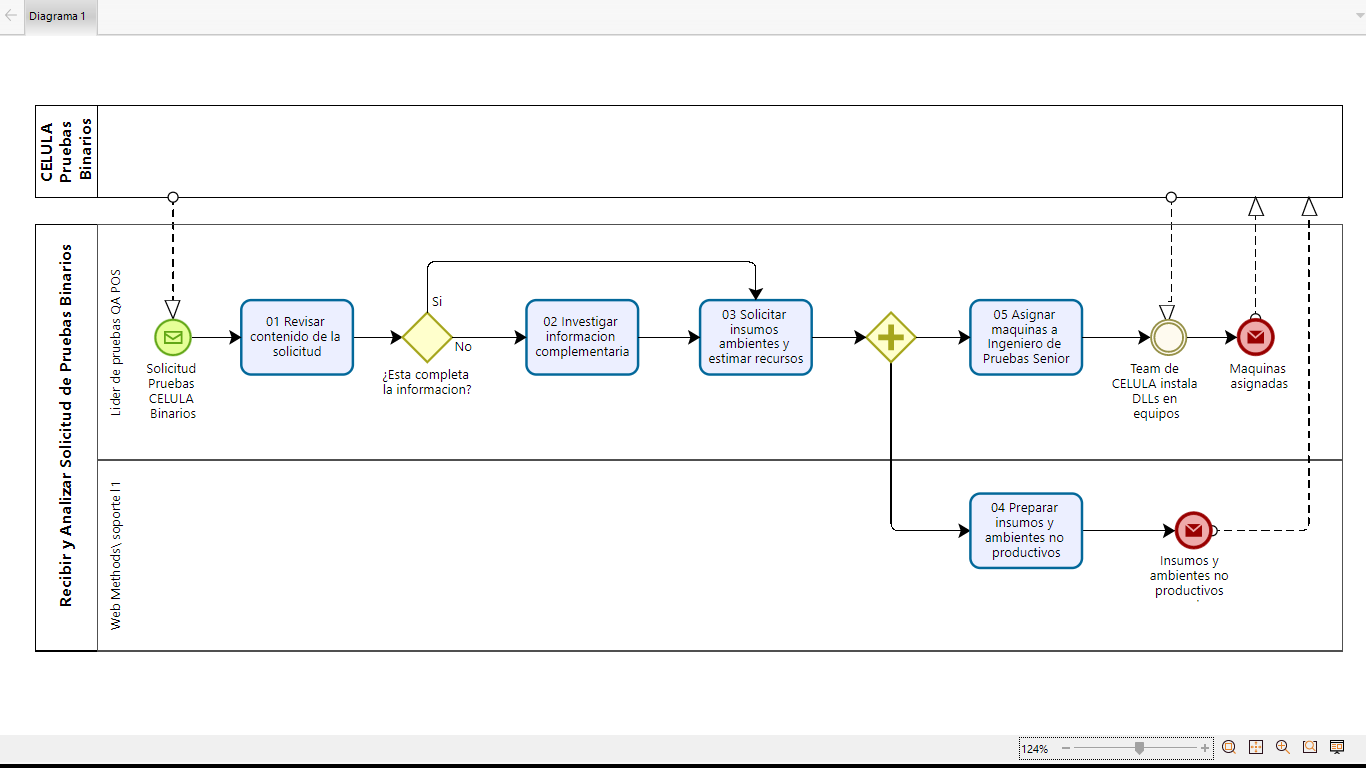 Diagrama 1
CELULA
Pruebas
Binarios
Recibir y Analizar Solicitud de Pruebas Binarios
Lider de pruebas QA POS
Solicitud
Pruebas
CELULA
Binarios
01 Revisar
contenido de la
solicitud
Si
No
¿Esta completa
la informacion?
02 Investigar
informacion
complementaria
03 Solicitar
insumos
ambientes y
estimar recursos
05 Asignar
maquinas a
Ingeniero de
Pruebas Senior
Team de
CELULA instala
DLLs en
equipos
Maquinas
asignadas
Web Methods\ soporte l1
04 Preparar
insumos y
ambientes no
productivos
Insumos y
ambientes no
productivos
124%